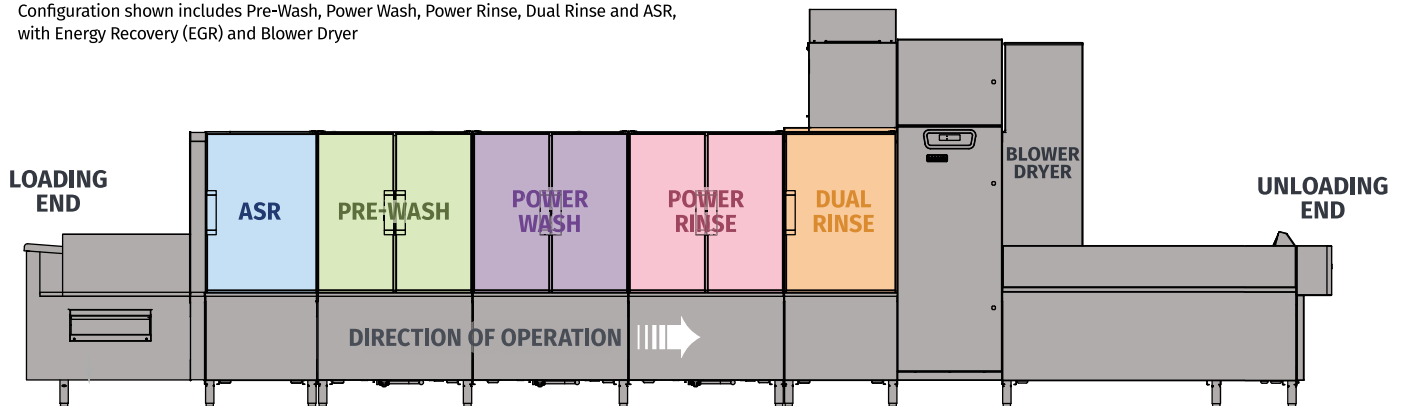 Configuration shown includes Pre-Wash, Power Wash, Power Rinse, Dual Rinse and ASR,
with Energy Recovery (EGR) and Blower Dryer
LOADING
END
ASR
PRE-WASH
POWER
WASH
POWER
RINSE
DUAL
RINSE
BLOWER
DRYER
UNLOADING
END
DIRECTION OF OPERATION